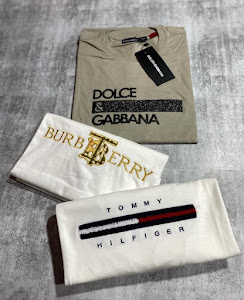 DOLCE
&
GABBANA
BURBERRY
TOMMY
HILFIGER